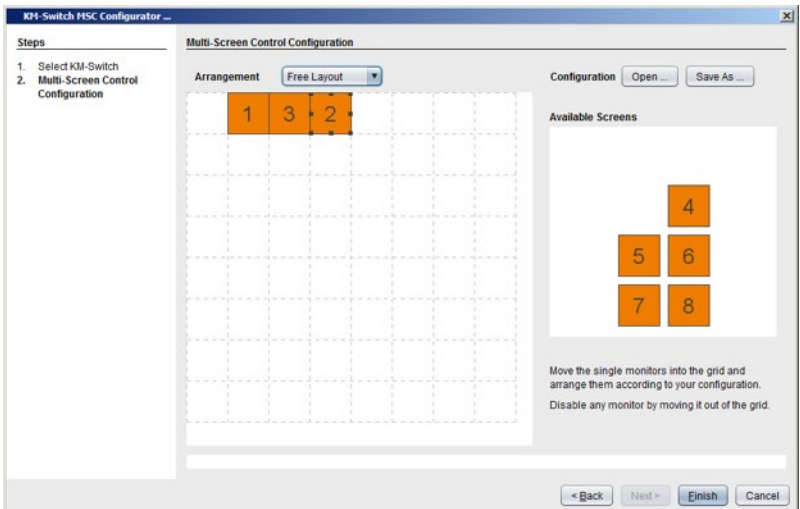 KM-Switch MSC Configurator ...
Steps
1. Select KM-Switch
2. Multi-Screen Control
Configuration
Multi-Screen Control Configuration
Arrangement Free Layout
Configuration Open ... Save As ...
1 3 2
Available Screens
4
5 6
7 8
Move the single monitors into the grid and
arrange them according to your configuration.
Disable any monitor by moving it out of the grid.
< Back Next > Finish Cancel